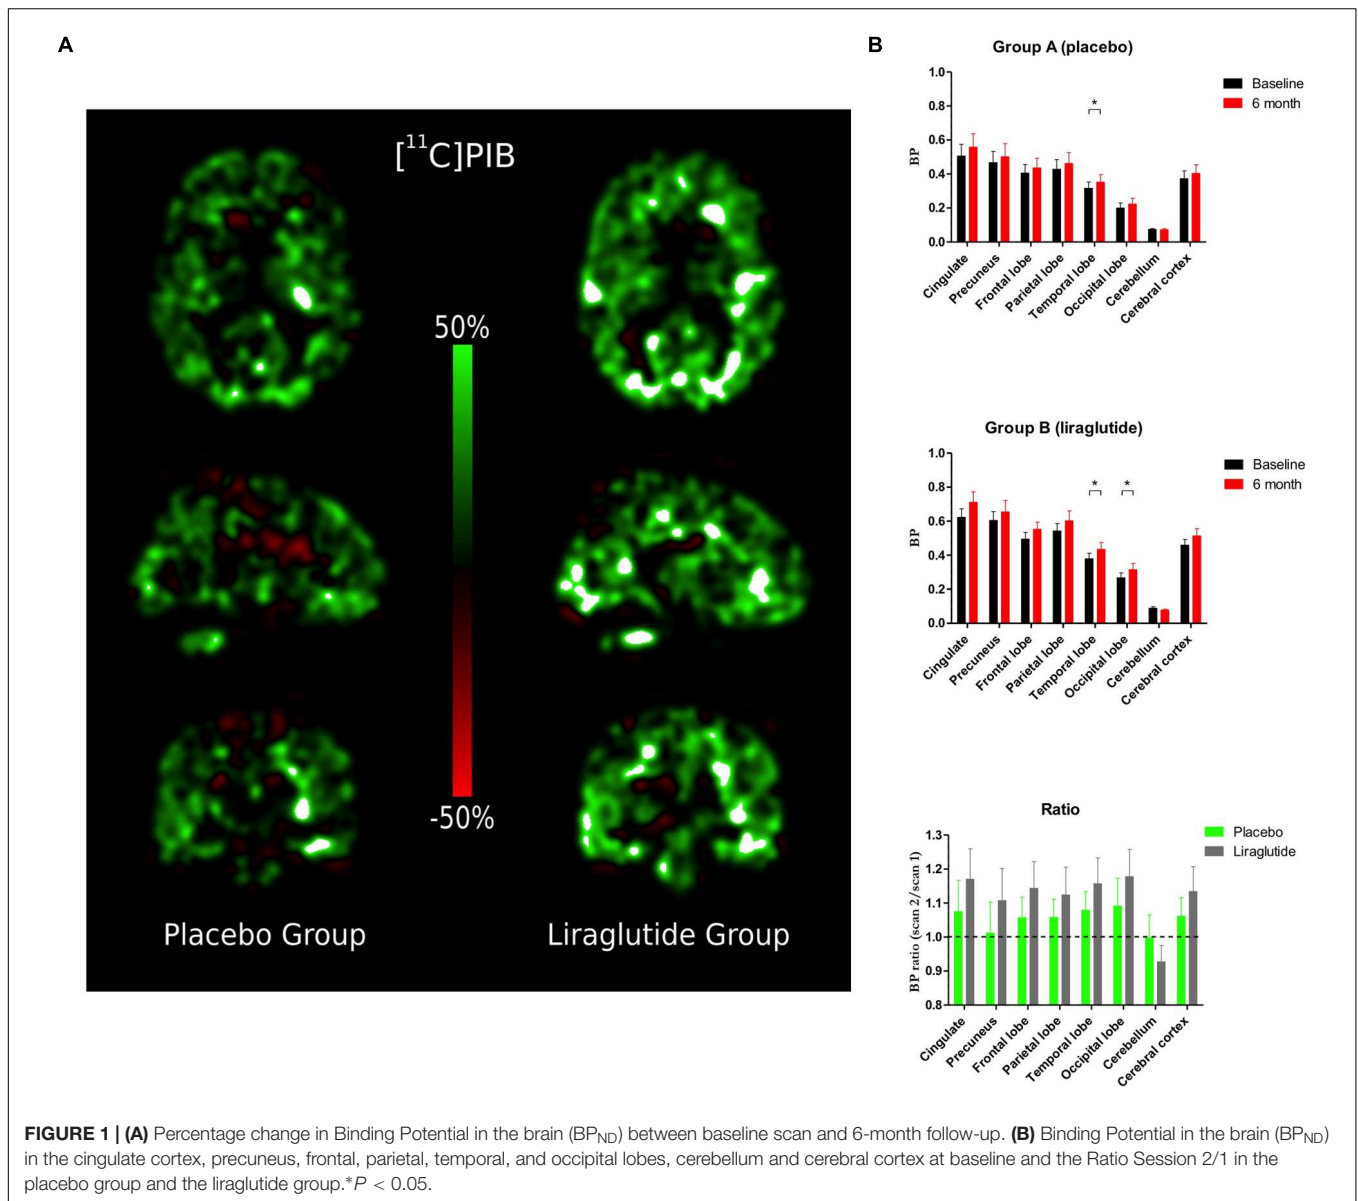 A
[11C]PIB
50%
-50%
Placebo Group
Liraglutide Group
B
Group A (placebo)
Baseline
6 month
1.0
0.8
0.6
0.4
0.2
0.0
BP
*
Cingulate
Precuneus
Frontal lobe
Parietal lobe
Temporal lobe
Occipital lobe
Cerebellum
Cerebral cortex
Group B (liraglutide)
Baseline
6 month
1.0
0.8
0.6
0.4
0.2
0.0
BP
*
*
Cingulate
Precuneus
Frontal lobe
Parietal lobe
Temporal lobe
Occipital lobe
Cerebellum
Cerebral cortex
Ratio
Placebo
Liraglutide
1.3
1.2
1.1
1.0
0.9
0.8
BP ratio (scan 2/scan 1)
Cingulate
Precuneus
Frontal lobe
Parietal lobe
Temporal lobe
Occipital lobe
Cerebellum
Cerebral cortex
FIGURE 1 | (A) Percentage change in Binding Potential in the brain (BPND) between baseline scan and 6-month follow-up. (B) Binding Potential in the brain (BPND)
in the cingulate cortex, precuneus, frontal, parietal, temporal, and occipital lobes, cerebellum and cerebral cortex at baseline and the Ratio Session 2/1 in the
placebo group and the liraglutide group.*P < 0.05.